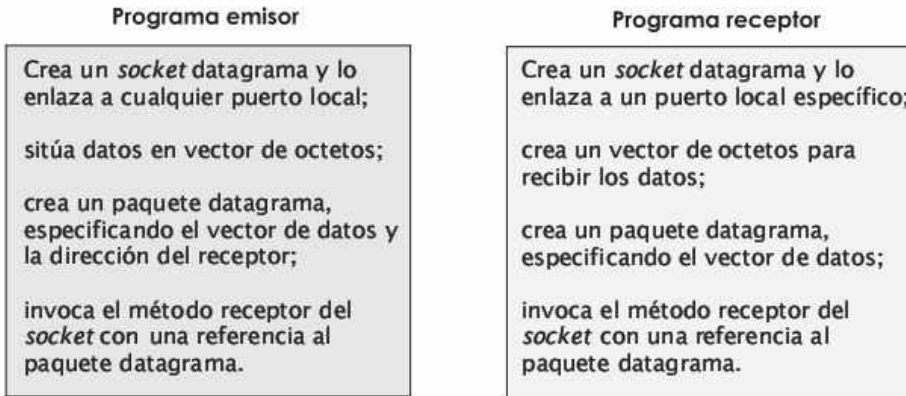 Programa emisor
Crea un socket datagrama y lo
enlaza a cualquier puerto local;
sitúa datos en vector de octetos;
crea un paquete datagrama,
especificando el vector de datos y
la dirección del receptor;
invoca el método receptor del
socket con una referencia al
paquete datagrama.
Programa receptor
Crea un socket datagrama y lo
enlaza a un puerto local específico;
crea un vector de octetos para
recibir los datos;
crea un paquete datagrama,
especificando el vector de datos;
invoca el método receptor del
socket con una referencia al
paquete datagrama.